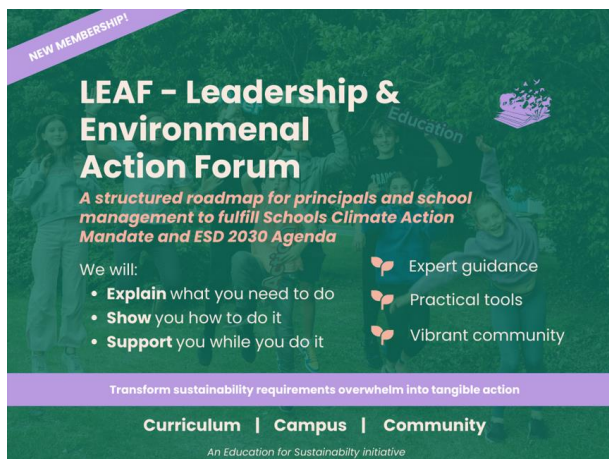 NEW MEMBERSHIP!
LEAF - Leadership &
Environmenal
Action Forum
Education
A structured roadmap for principals and school
management to fulfill Schools Climate Action
Mandate and ESD 2030 Agenda
We will:
• Explain what you need to do
• Show you how to do it
• Support you while you do it
Expert guidance
Practical tools
Vibrant community
Transform sustainability requirements overwhelm into tangible action
Curriculum | Campus | Community
An Education for Sustainabilty initiative